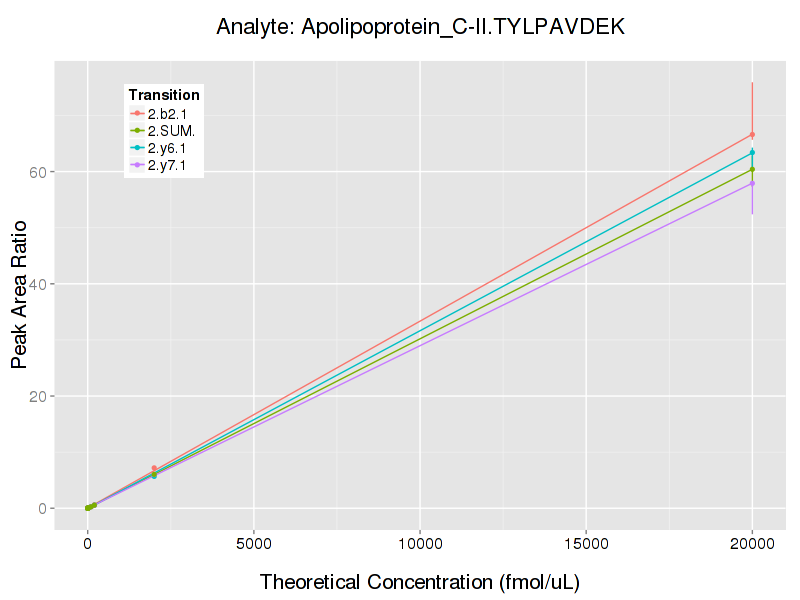 Analyte: Apolipoprotein_C-II.TYLPAVDEK
Transition
2.b2.1
2.SUM.
2.y6.1
2.y7.1
Peak Area Ratio
60
40
20
0
0 5000 10000 15000 20000
Theoretical Concentration (fmol/uL)